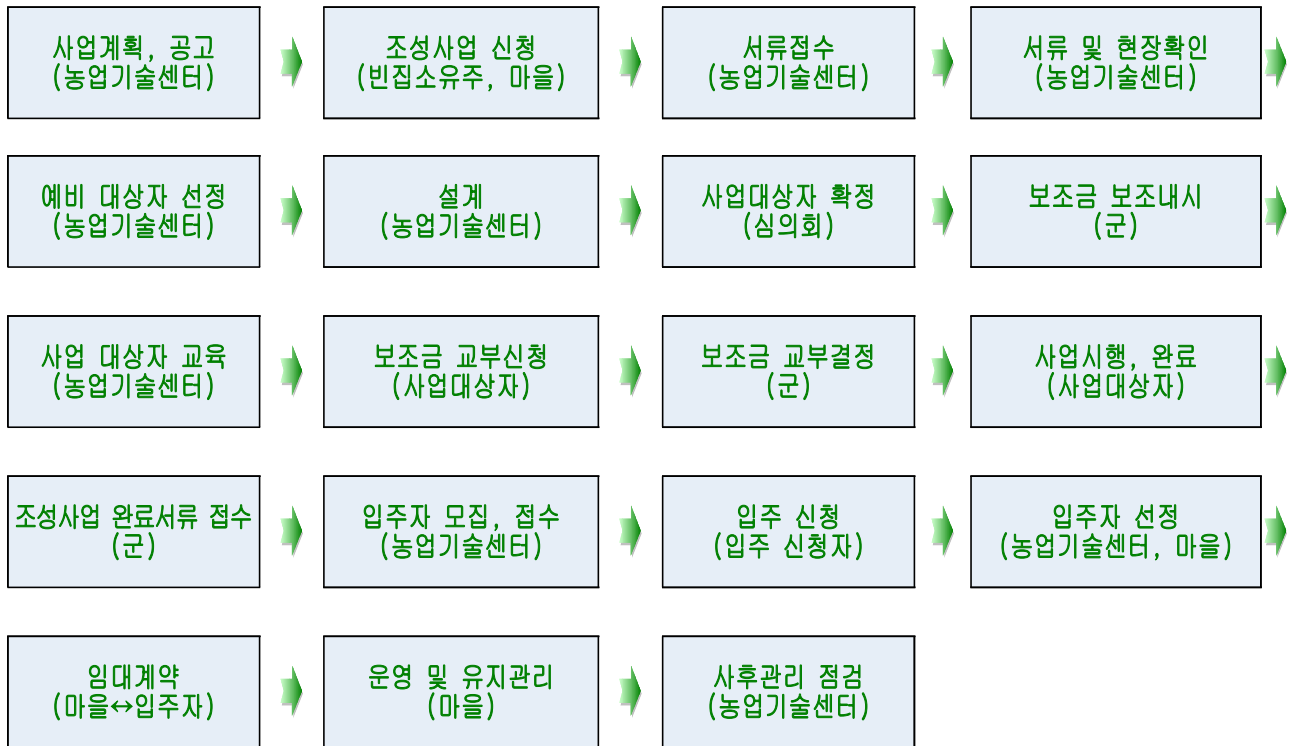 사업계획, 공고
(농업기술센터)
조성사업 신청
(빈집소유주, 마을)
서류접수
(농업기술센터)
서류 및 현장확인
(농업기술센터)
예비 대상자 선정
(농업기술센터)
설계
(농업기술센터)
사업대상자 확정
(심의회)
보조금 보조내시
(군)
사업 대상자 교육
(농업기술센터)
보조금 교부신청
(사업대상자)
보조금 교부결정
(군)
사업시행, 완료
(사업대상자)
조성사업 완료서류 접수
(군)
입주자 모집, 접수
(농업기술센터)
입주 신청
(입주 신청자)
입주자 선정
(농업기술센터, 마을)
임대계약
(마을↔입주자)
운영 및 유지관리
(마을)
사후관리 점검
(농업기술센터)